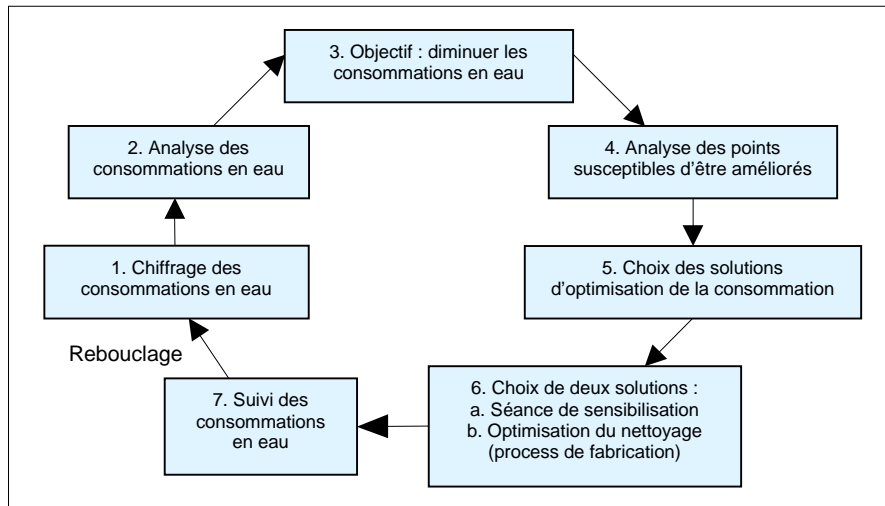 3. Objectif : diminuer les
consommations en eau
2. Analyse des
consommations en eau
4. Analyse des points
susceptibles d'être améliorés
1. Chiffrage des
consommations en eau
5. Choix des solutions
d'optimisation de la consommation
Rebouclage
7. Suivi des
consommations
en eau
6. Choix de deux solutions :
a. Séance de sensibilisation
b. Optimisation du nettoyage
(process de fabrication)